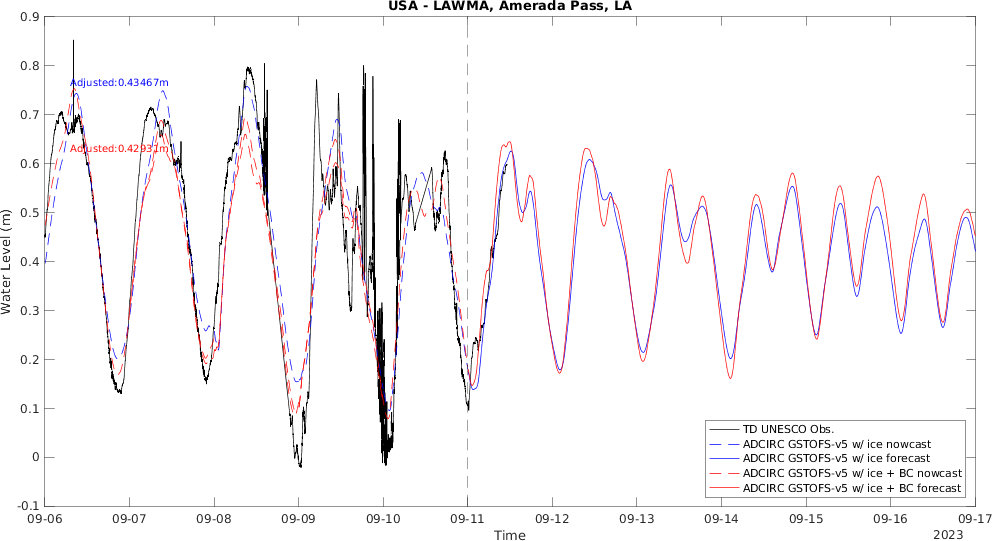 USA - LAWMA, Amerada Pass, LA
0.9
0.8
0.7
0.6
0.5
0.4
0.3
0.2
0.1
0
-0.1
Water Level (m)
Adjusted:0.43467m
Adjusted:0.42931m
TD UNESCO Obs.
ADCIRC GSTOFS-v5 w/ ice nowcast
ADCIRC GSTOFS-v5 w/ ice forecast
ADCIRC GSTOFS-v5 w/ ice + BC nowcast
ADCIRC GSTOFS-v5 w/ ice + BC forecast
09-06 09-07 09-08 09-09 09-10 09-11 09-12 09-13 09-14 09-15 09-16 09-17
Time
2023